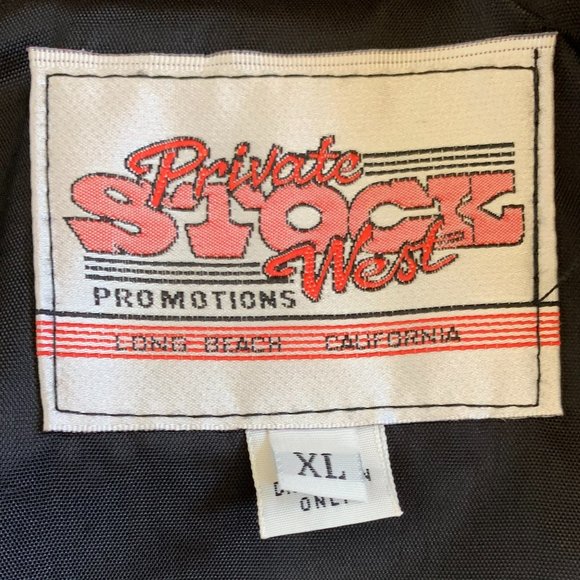 Private
STOCK
West
PROMOTIONS
LONG BEACH CALIFORNIA
XL
ONLY